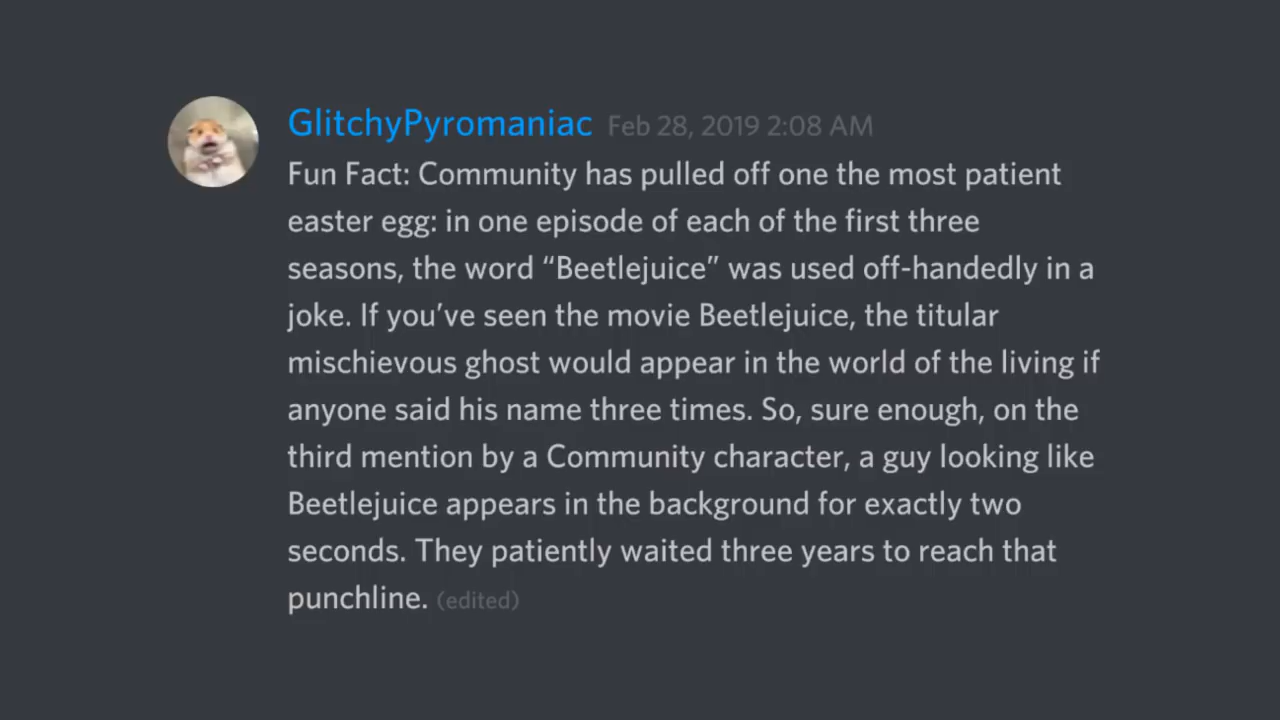 GlitchyPyromaniac Feb 28, 2019 2:08 AM
Fun Fact: Community has pulled off one the most patient
easter egg: in one episode of each of the first three
seasons, the word “Beetlejuice” was used off-handedly in a
joke. If you’ve seen the movie Beetlejuice, the titular
mischievous ghost would appear in the world of the living if
anyone said his name three times. So, sure enough, on the
third mention by a Community character, a guy looking like
Beetlejuice appears in the background for exactly two
seconds. They patiently waited three years to reach that
punchline. (edited)